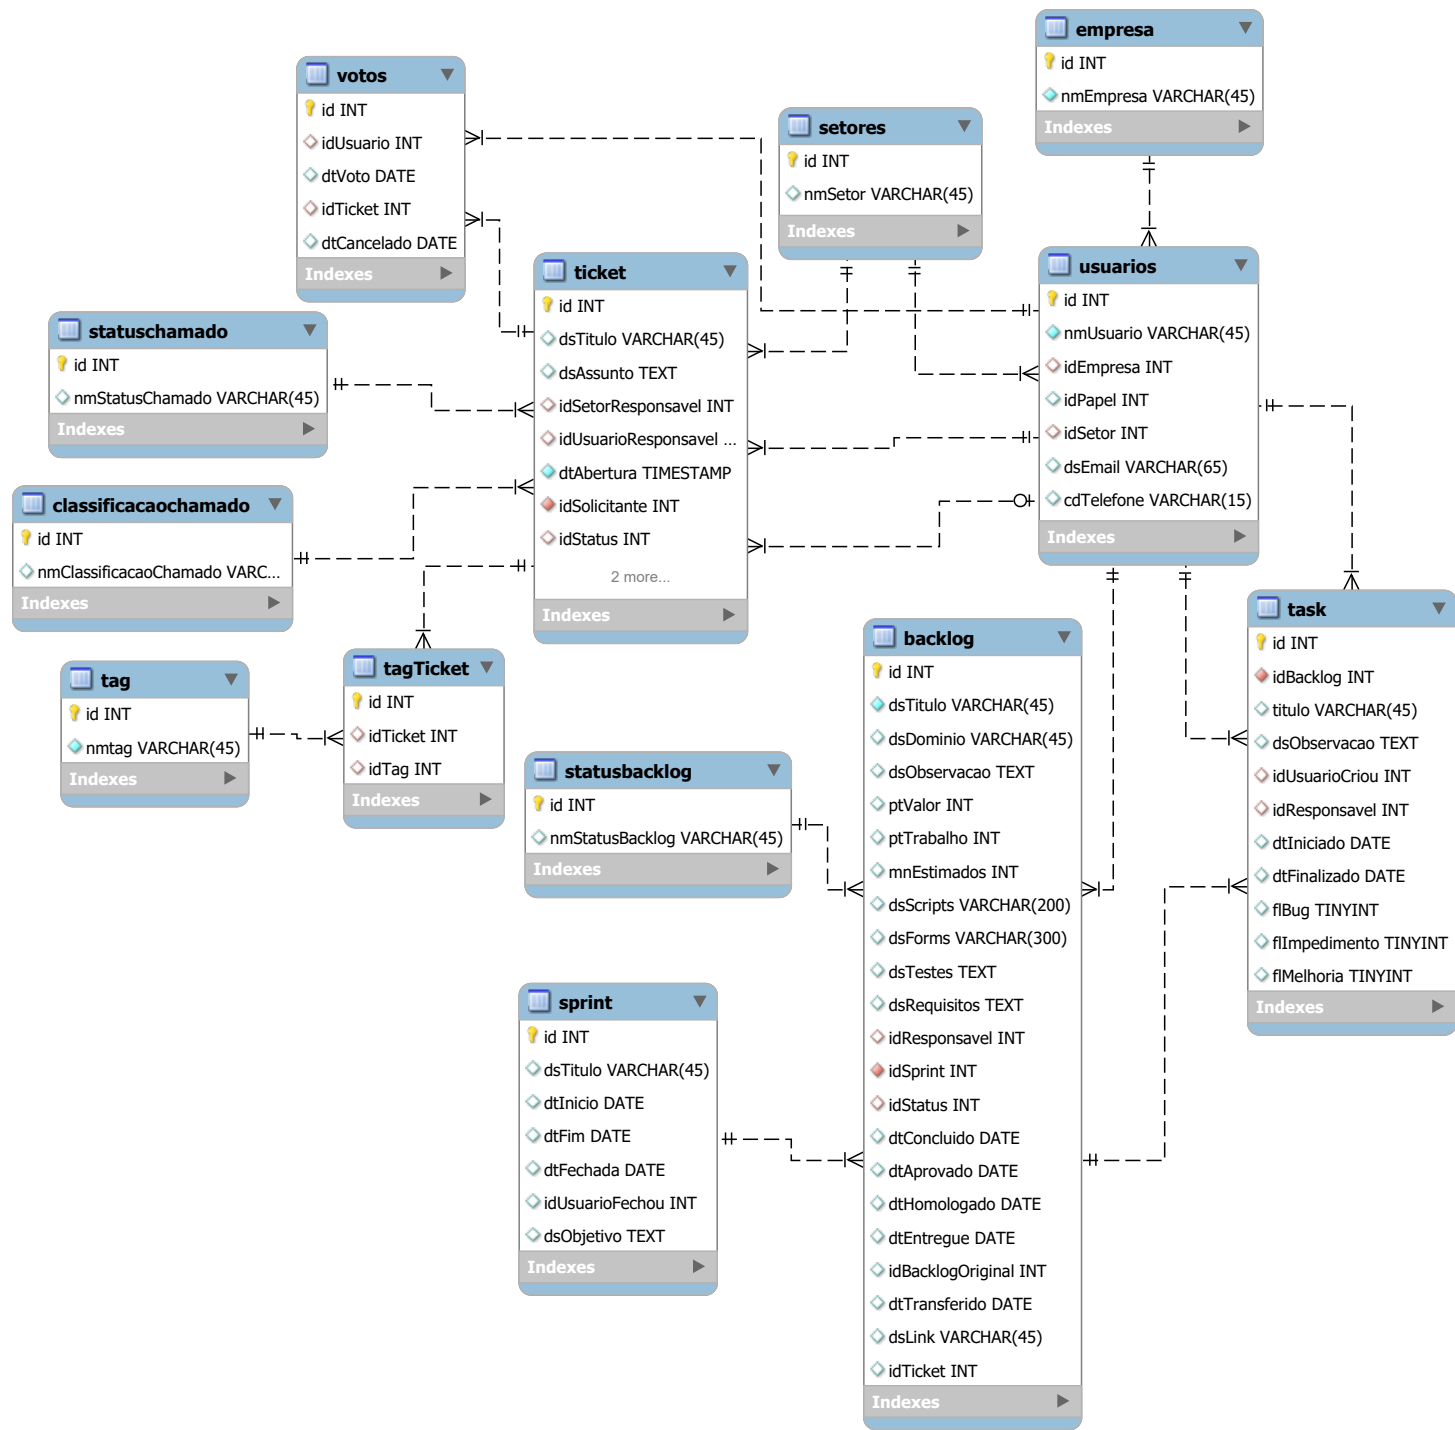 empresa
id INT
nmEmpresa VARCHAR(45)
Indexes
votos
id INT
idUsuario INT
dtVoto DATE
idTicket INT
dtCancelado DATE
Indexes
setores
id INT
nmSetor VARCHAR(45)
Indexes
usuarios
id INT
nmUsuario VARCHAR(45)
idEmpresa INT
idPapel INT
idSetor INT
dsEmail VARCHAR(65)
cdTelefone VARCHAR(15)
Indexes
ticket
id INT
dsTitulo VARCHAR(45)
dsAssunto TEXT
idSetorResponsavel INT
idUsuarioResponsavel ...
dtAbertura TIMESTAMP
idSolicitante INT
idStatus INT
2 more...
Indexes
statuschamado
id INT
nmStatusChamado VARCHAR(45)
Indexes
classificacaochamado
id INT
nmClassificacaoChamado VARC...
Indexes
tag
id INT
nmtag VARCHAR(45)
Indexes
tagTicket
id INT
idTicket INT
idTag INT
Indexes
task
id INT
idBacklog INT
titulo VARCHAR(45)
dsObservacao TEXT
idUsuarioCriou INT
idResponsavel INT
dtIniciado DATE
dtFinalizado DATE
flBug TINYINT
flImpedimento TINYINT
flMelhoria TINYINT
Indexes
backlog
id INT
dsTitulo VARCHAR(45)
dsDominio VARCHAR(45)
dsObservacao TEXT
ptValor INT
ptTrabalho INT
mnEstimados INT
dsScripts VARCHAR(200)
dsForms VARCHAR(300)
dsTestes TEXT
dsRequisitos TEXT
idResponsavel INT
idSprint INT
idStatus INT
dtConcluido DATE
dtAprovado DATE
dtHomologado DATE
dtEntregue DATE
idBacklogOriginal INT
dtTransferido DATE
dsLink VARCHAR(45)
idTicket INT
Indexes
statusbacklog
id INT
nmStatusBacklog VARCHAR(45)
Indexes
sprint
id INT
dsTitulo VARCHAR(45)
dtInicio DATE
dtFim DATE
dtFechada DATE
idUsuarioFechou INT
dsObjetivo TEXT
Indexes